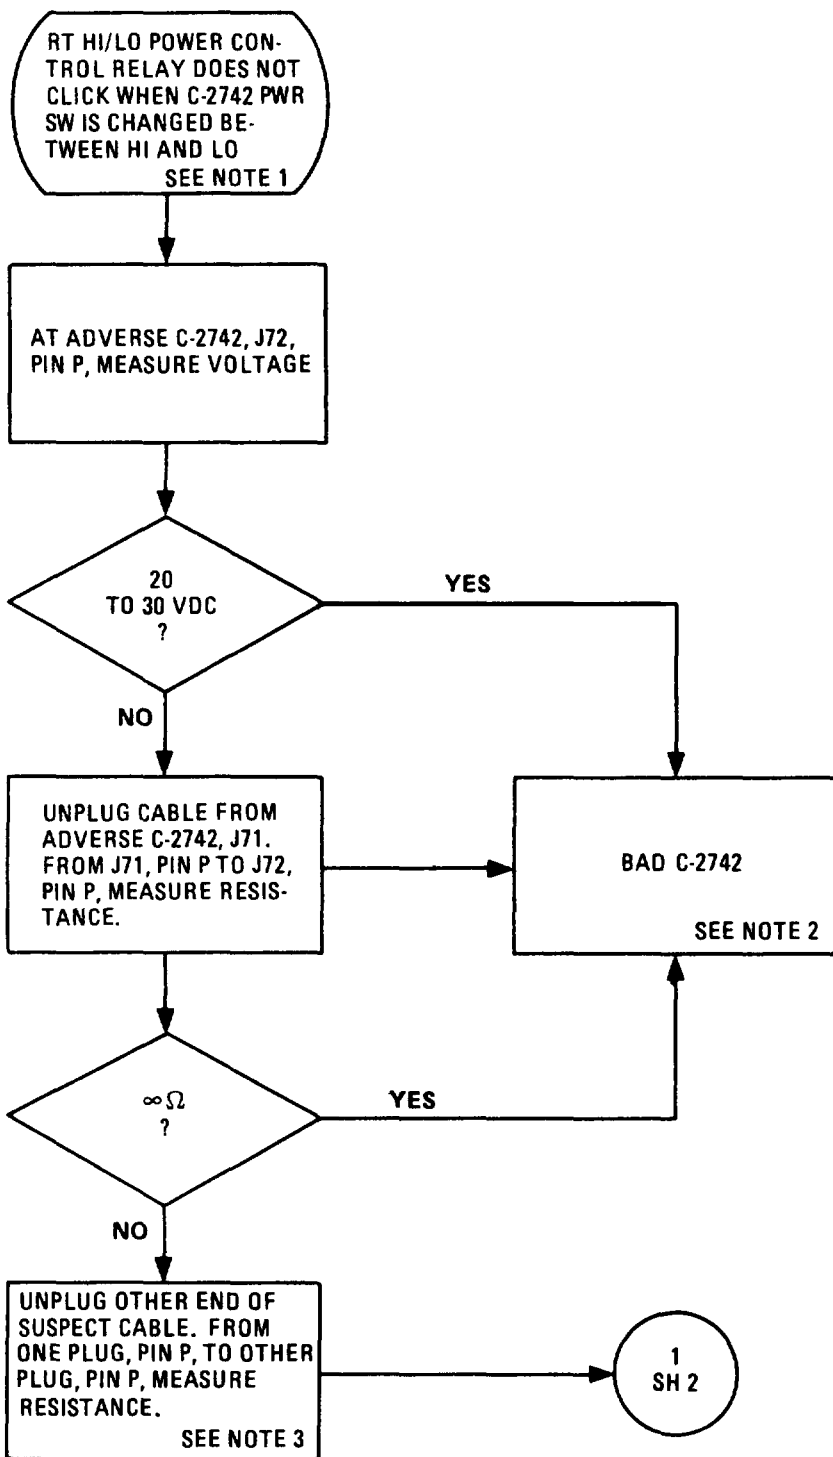 RT HI/LO POWER CON-
TROL RELAY DOES NOT
CLICK WHEN C-2742 PWR
SW IS CHANGED BE-
TWEEN HI AND LO
SEE NOTE 1
AT ADVERSE C-2742, J72,
PIN P, MEASURE VOLTAGE
20
TO 30 VDC
?
YES
NO
UNPLUG CABLE FROM
ADVERSE C-2742, J71.
FROM J71, PIN P TO J72,
PIN P, MEASURE RESIS-
TANCE.
BAD C-2742
SEE NOTE 2
∞Ω
?
YES
NO
UNPLUG OTHER END OF
SUSPECT CABLE. FROM
ONE PLUG, PIN P, TO OTHER
PLUG, PIN P, MEASURE
RESISTANCE.
SEE NOTE 3
1
SH 2